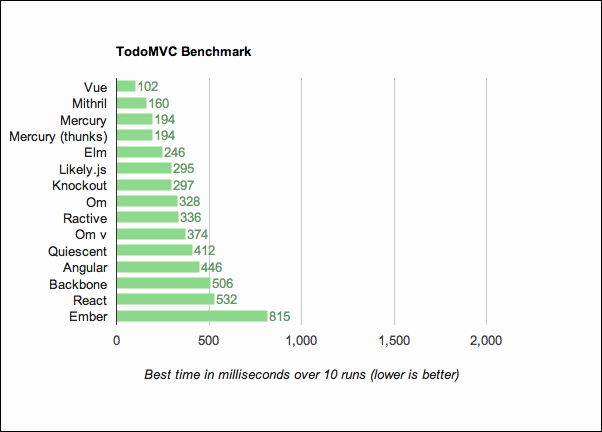 TodoMVC Benchmark
Vue 102
Mithril 160
Mercury 194
Mercury (thunks) 194
Elm 246
Likely.js 295
Knockout 297
Om 328
Ractive 336
Om v 374
Quiescent 412
Angular 446
Backbone 506
React 532
Ember 815
0 500 1,000 1,500 2,000
Best time in milliseconds over 10 runs (lower is better)